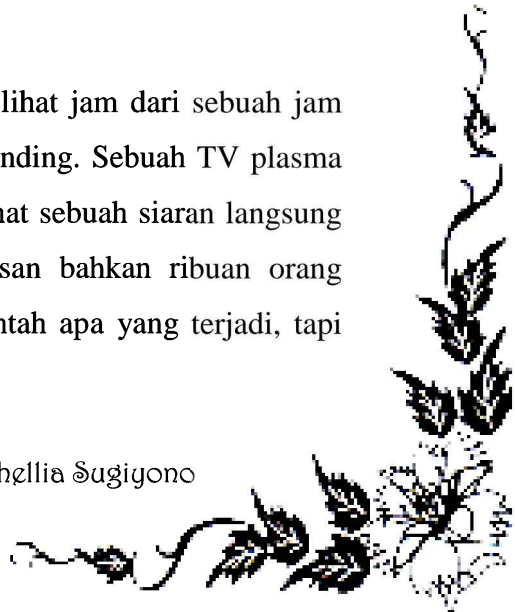 lihat jam dari sebuah jam
nding. Sebuah TV plasma
hat sebuah siaran langsung
san bahkan ribuan orang
ntah apa yang terjadi, tapi
hellia Sugiyono